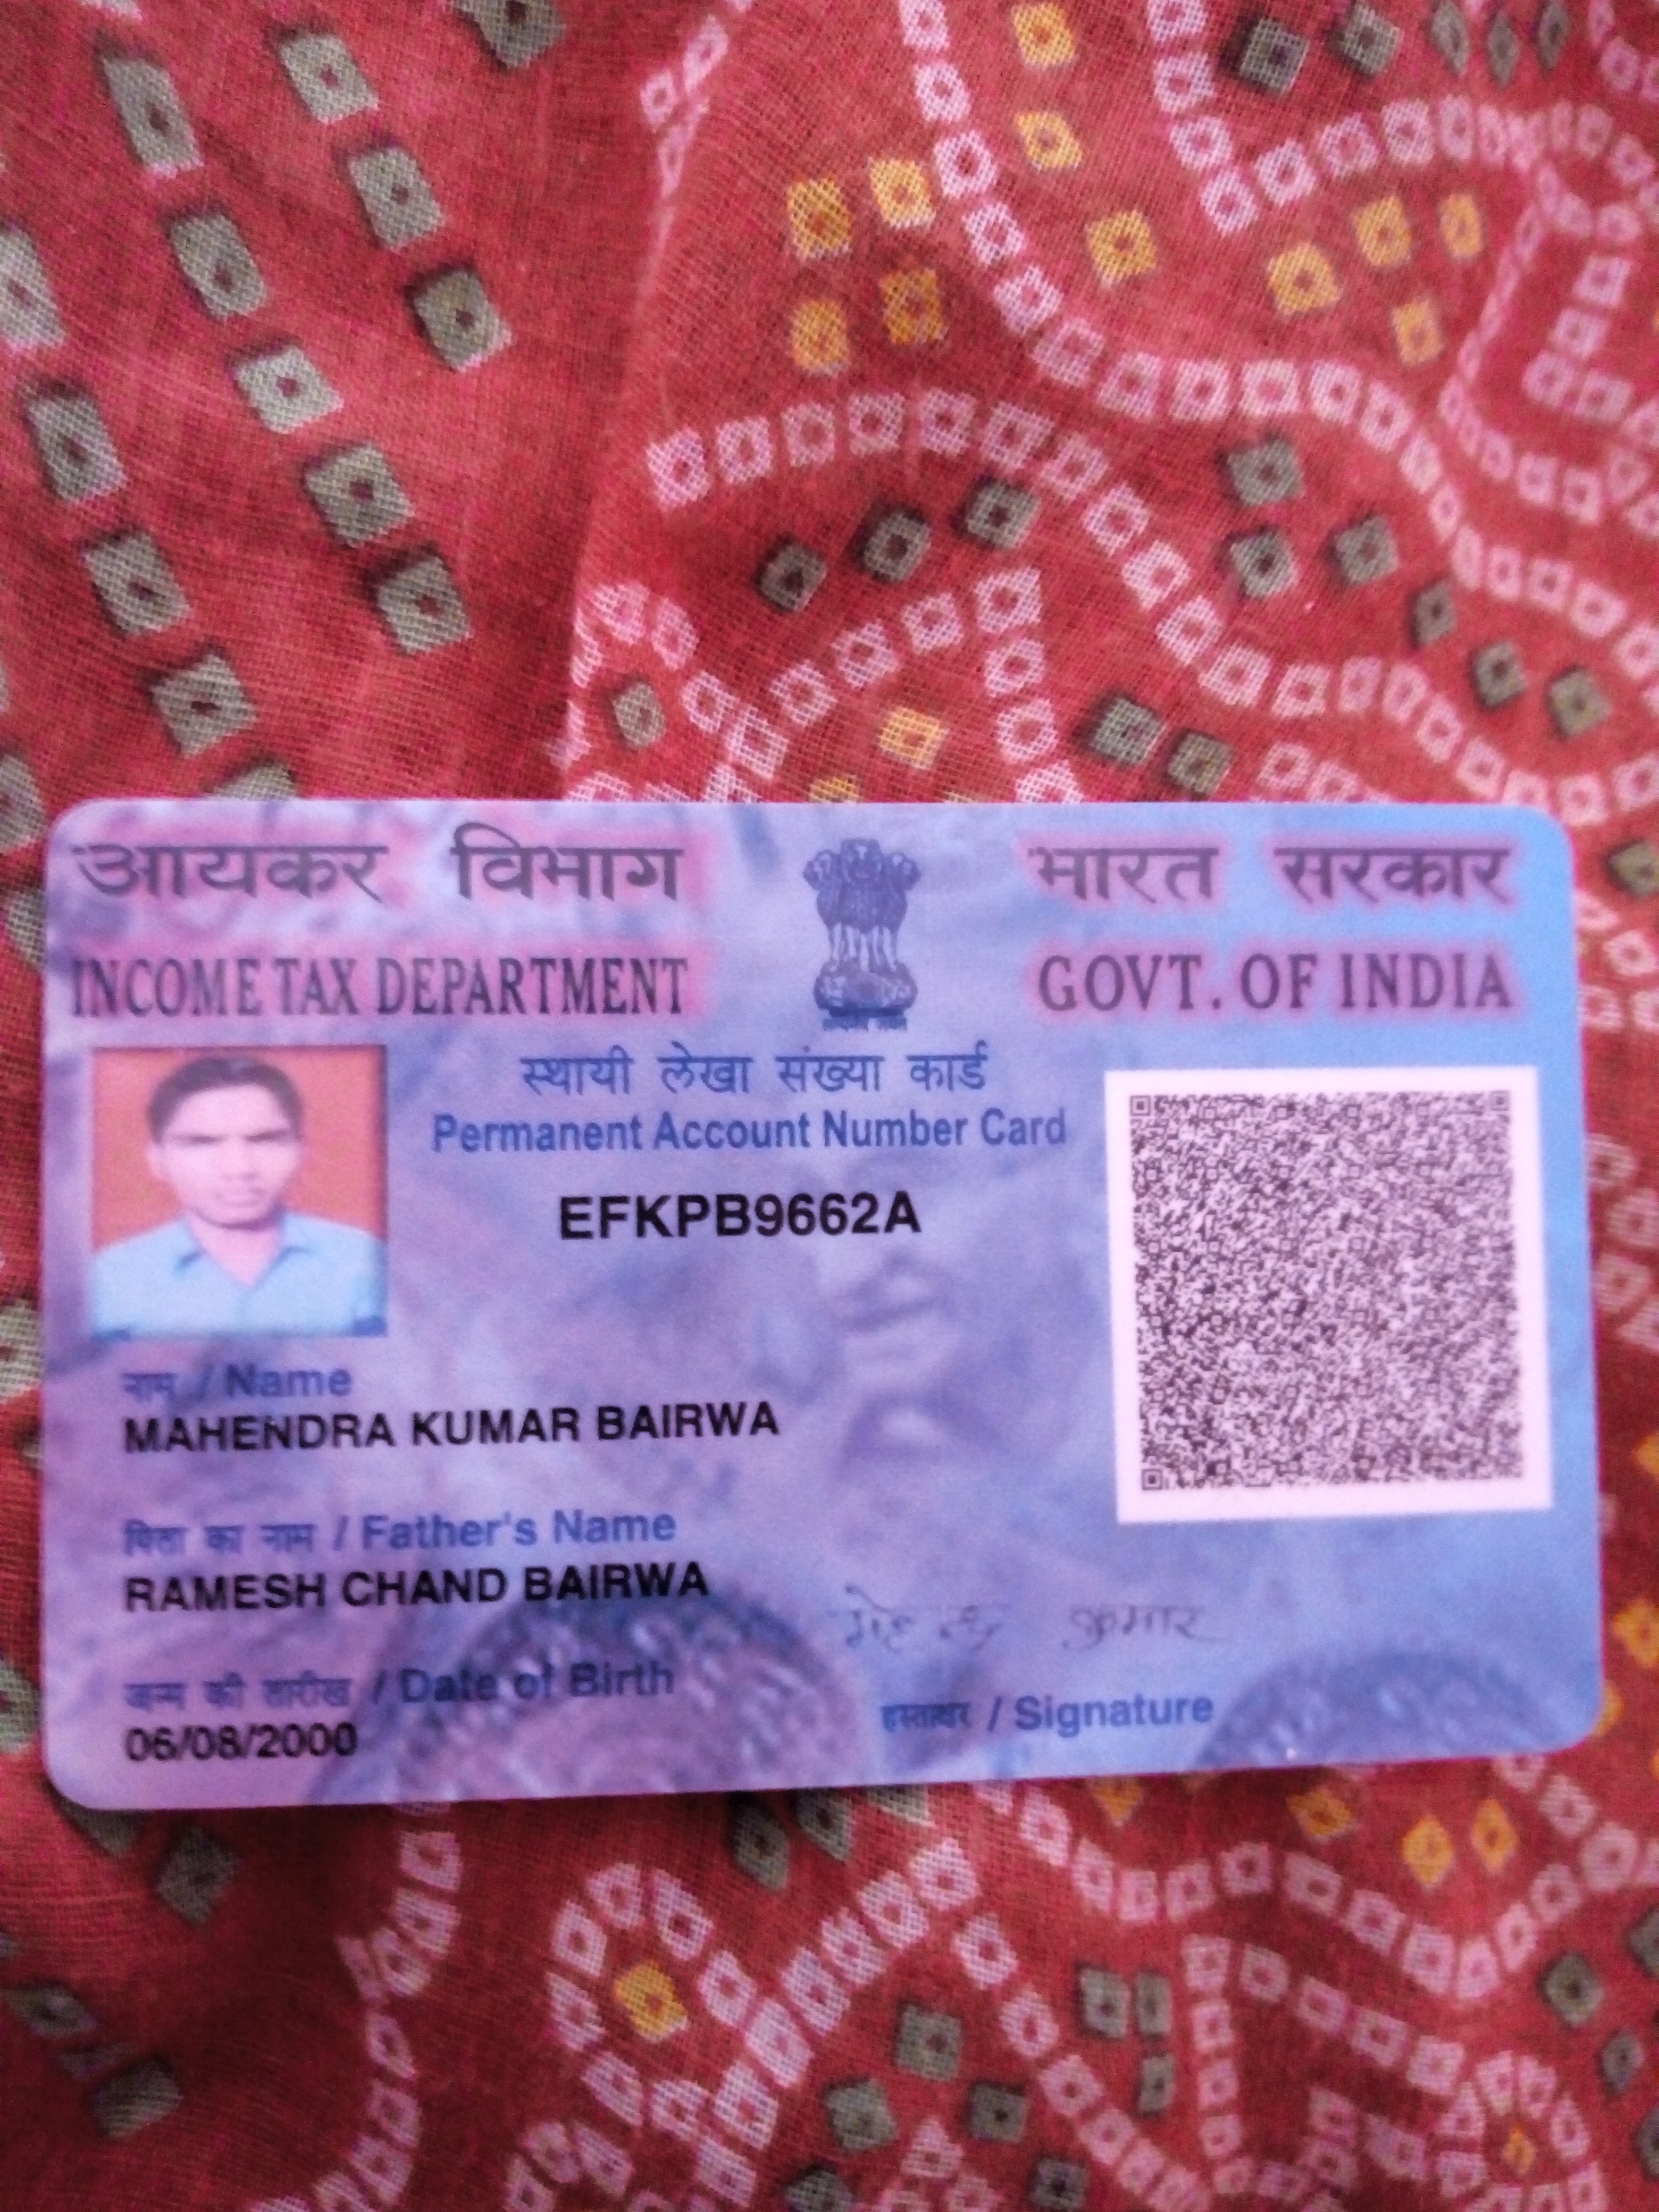 आयकर विभाग
INCOME TAX DEPARTMENT
भारत सरकार
GOVT. OF INDIA
स्थायी लेखा संख्या कार्ड
Permanent Account Number Card
EFKPB9662A
नाम / Name
MAHENDRA KUMAR BAIRWA
पिता का नाम / Father's Name
RAMESH CHAND BAIRWA
जन्म की तारीख / Date of Birth
06/08/2000
कुमार
हस्ताक्षर / Signature